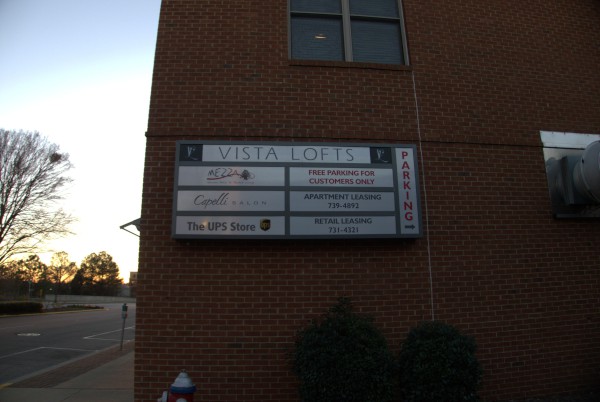 VISTA LOFTS
MEZZA
FREE PARKING FOR
CUSTOMERS ONLY
Capelli SALON
APARTMENT LEASING
739-4892
The UPS Store
RETAIL LEASING
731-4321
PARKING